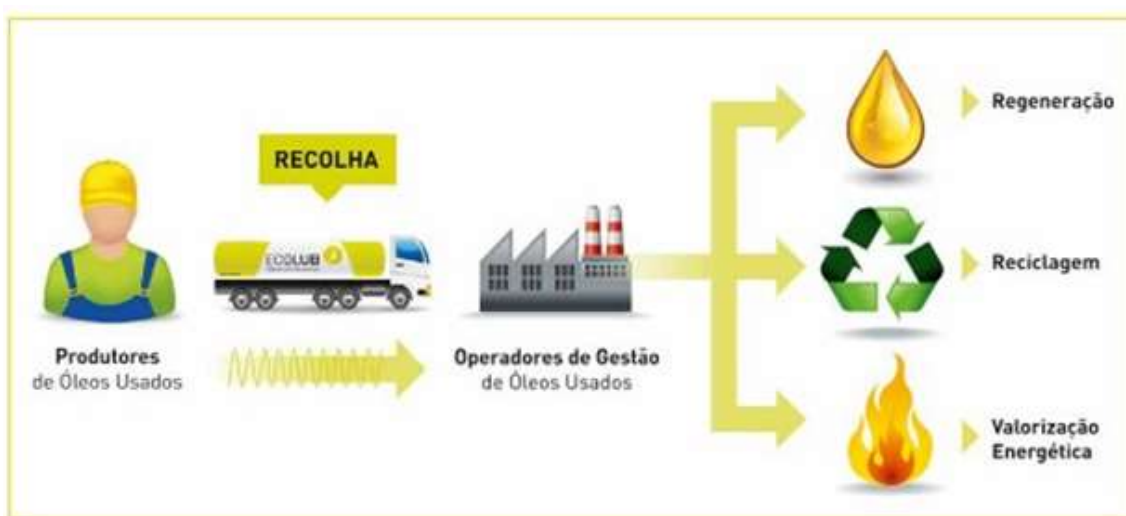 RECOLHA
ECOLUB
Produtores
de Óleos Usados
Operadores de Gestão
de Óleos Usados
Regeneração
Reciclagem
Valorização
Energética